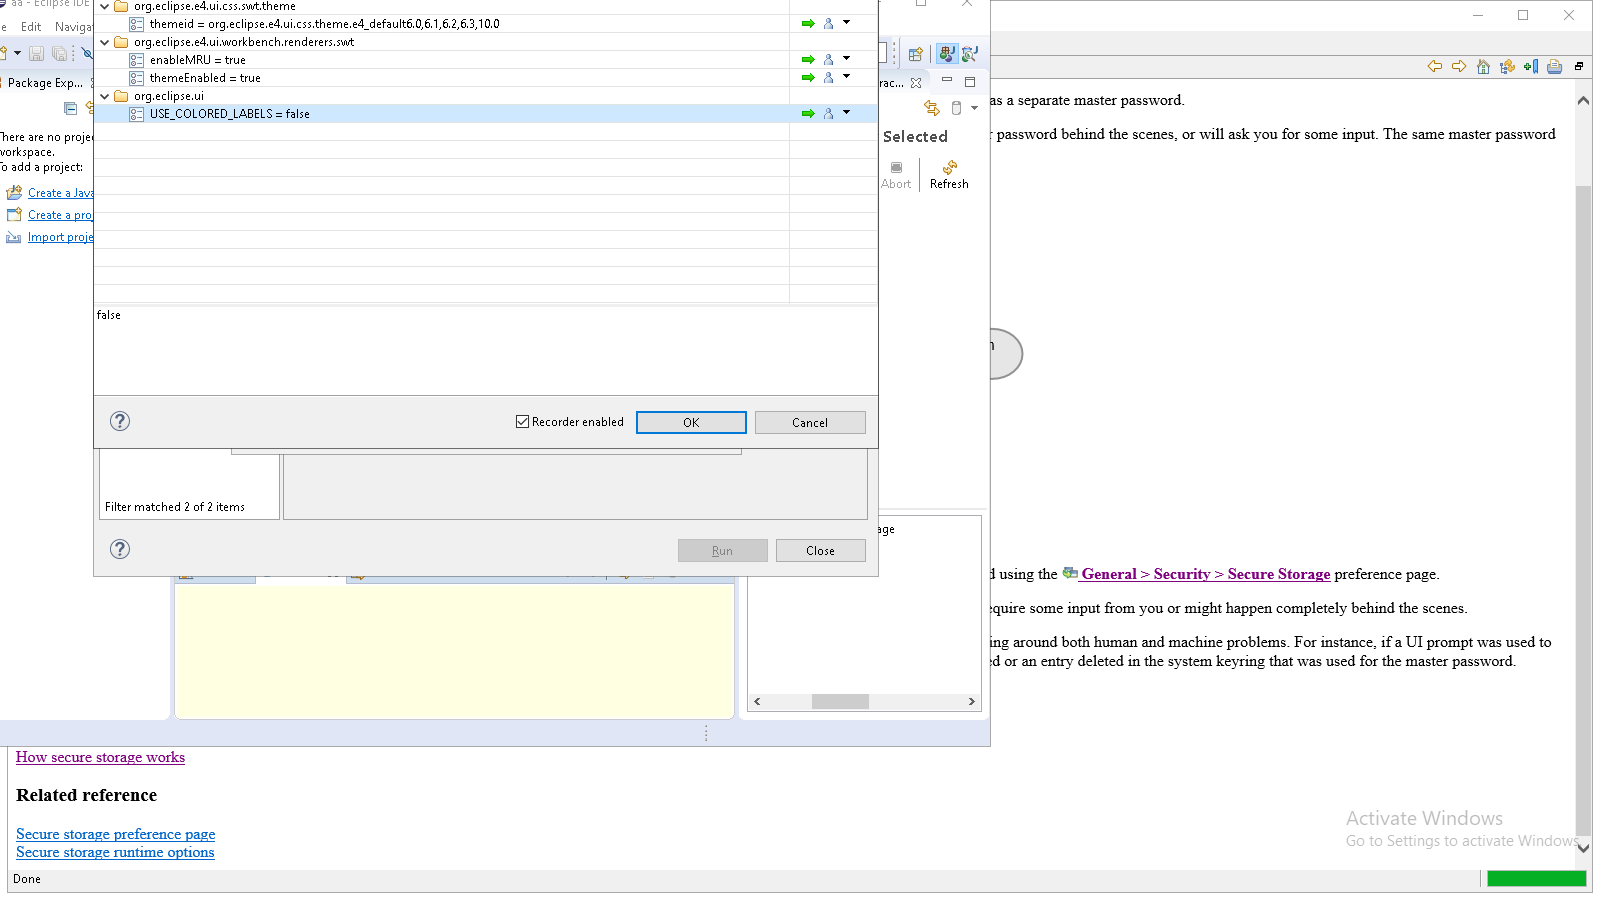 aa - Eclipse IDE
Edit
Naviga
Package Exp...
There are no proje
workspace.
To add a project:
Create a Java
Create a pro
Import proje
org.eclipse.e4.ui.css.swt.theme
themeid = org.eclipse.e4.ui.css.theme.e4_default6.0,6.1,6.2,6.3,10.0
org.eclipse.e4.ui.workbench.renderers.swt
enableMRU = true
themeEnabled = true
org.eclipse.ui
USE_COLORED_LABELS = false
false
Recorder enabled
OK
Cancel
Filter matched 2 of 2 items
Run
Close
rac...
Selected
Abort
Refresh
age
as a separate master password.
r password behind the scenes, or will ask you for some input. The same master password
n
d using the General > Security > Secure Storage preference page.
equire some input from you or might happen completely behind the scenes.
ing around both human and machine problems. For instance, if a UI prompt was used to
ed or an entry deleted in the system keyring that was used for the master password.
How secure storage works
Related reference
Secure storage preference page
Secure storage runtime options
Activate Windows
Go to Settings to activate Windows.
Done